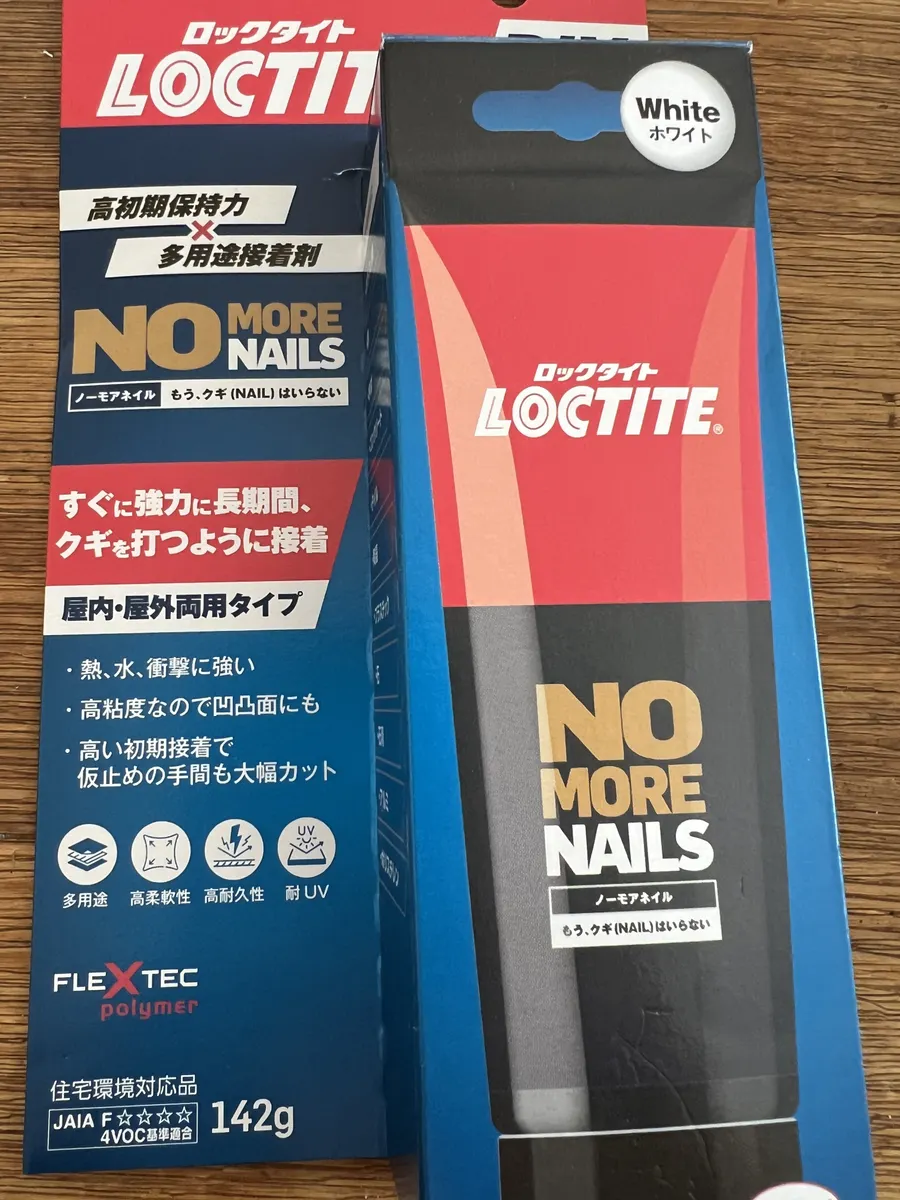 ロックタイト
LOCTIT
高初期保持力
×
多用途接着剤
NO MORE
NAILS
ノーモアネイル もう、クギ(NAIL)はいらない
すぐに強力に長期間、
クギを打つように接着
屋内・屋外両用タイプ
・熱、水、衝撃に強い
・高粘度なので凹凸面にも
・高い初期接着で
仮止めの手間も大幅カット
多用途 高柔軟性 高耐久性 耐UV
UV
FLEXTEC
polymer
住宅環境対応品
JAIA F☆☆☆☆
4VOC基準適合
142g
White
ホワイト
ロックタイト
LOCTITE®
NO
MORE
NAILS
ノーモアネイル
もう、クギ(NAIL)はいらない